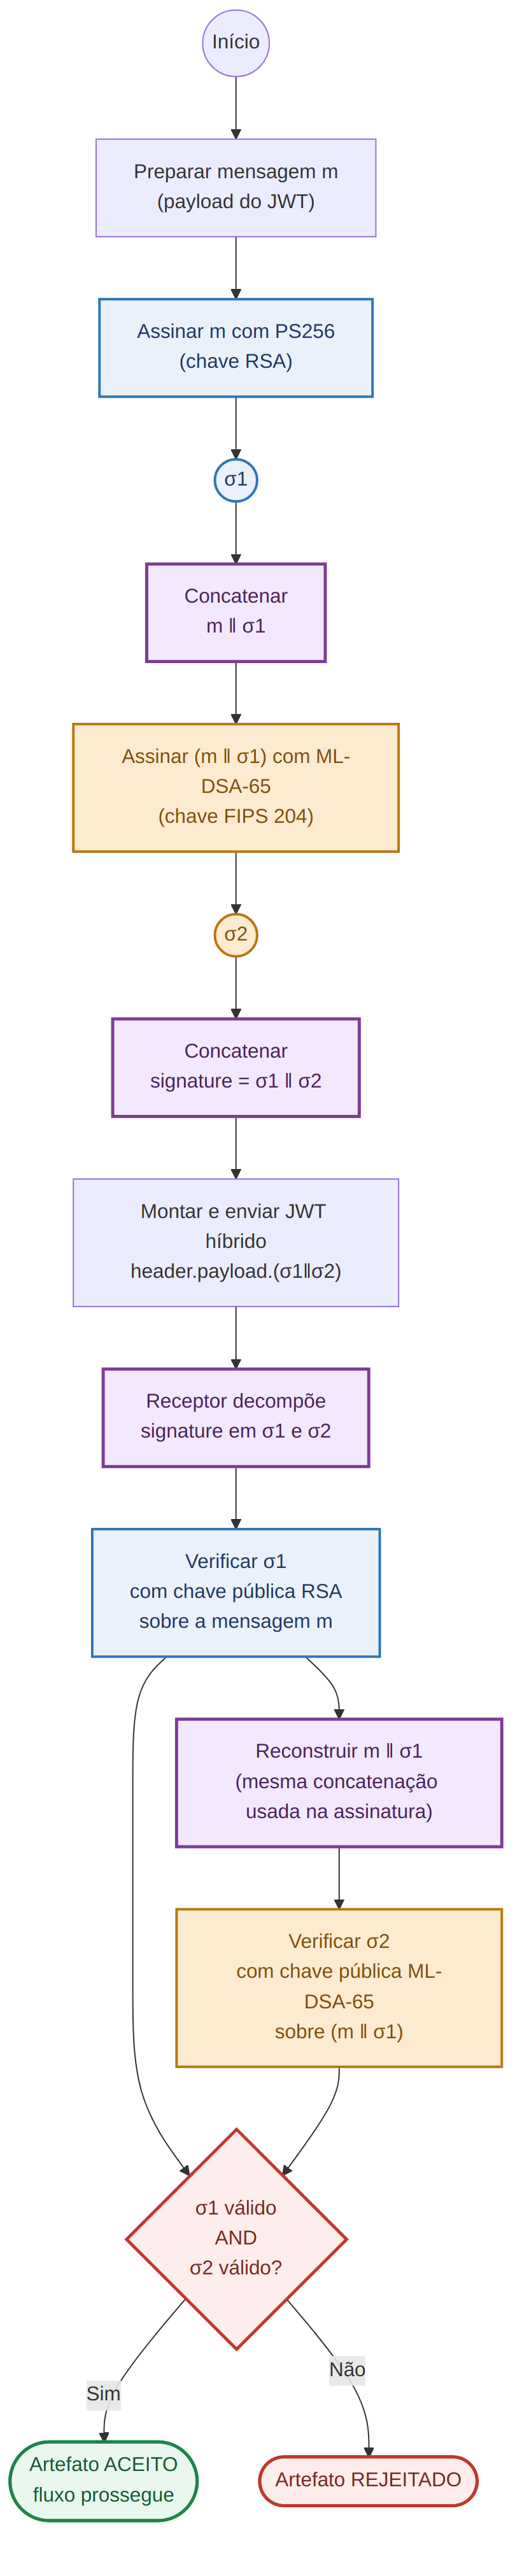 Início
Preparar mensagem m
(payload do JWT)
Assinar m com PS256
(chave RSA)
σ1
Concatenar
m ‖ σ1
Assinar (m ‖ σ1) com ML-
DSA-65
(chave FIPS 204)
σ2
Concatenar
signature = σ1 ‖ σ2
Montar e enviar JWT
híbrido
header.payload.(σ1‖σ2)
Receptor decompõe
signature em σ1 e σ2
Verificar σ1
com chave pública RSA
sobre a mensagem m
Reconstruir m ‖ σ1
(mesma concatenação
usada na assinatura)
Verificar σ2
com chave pública ML-
DSA-65
sobre (m ‖ σ1)
σ1 válido
AND
σ2 válido?
Sim
Não
Artefato ACEITO
fluxo prossegue
Artefato REJEITADO